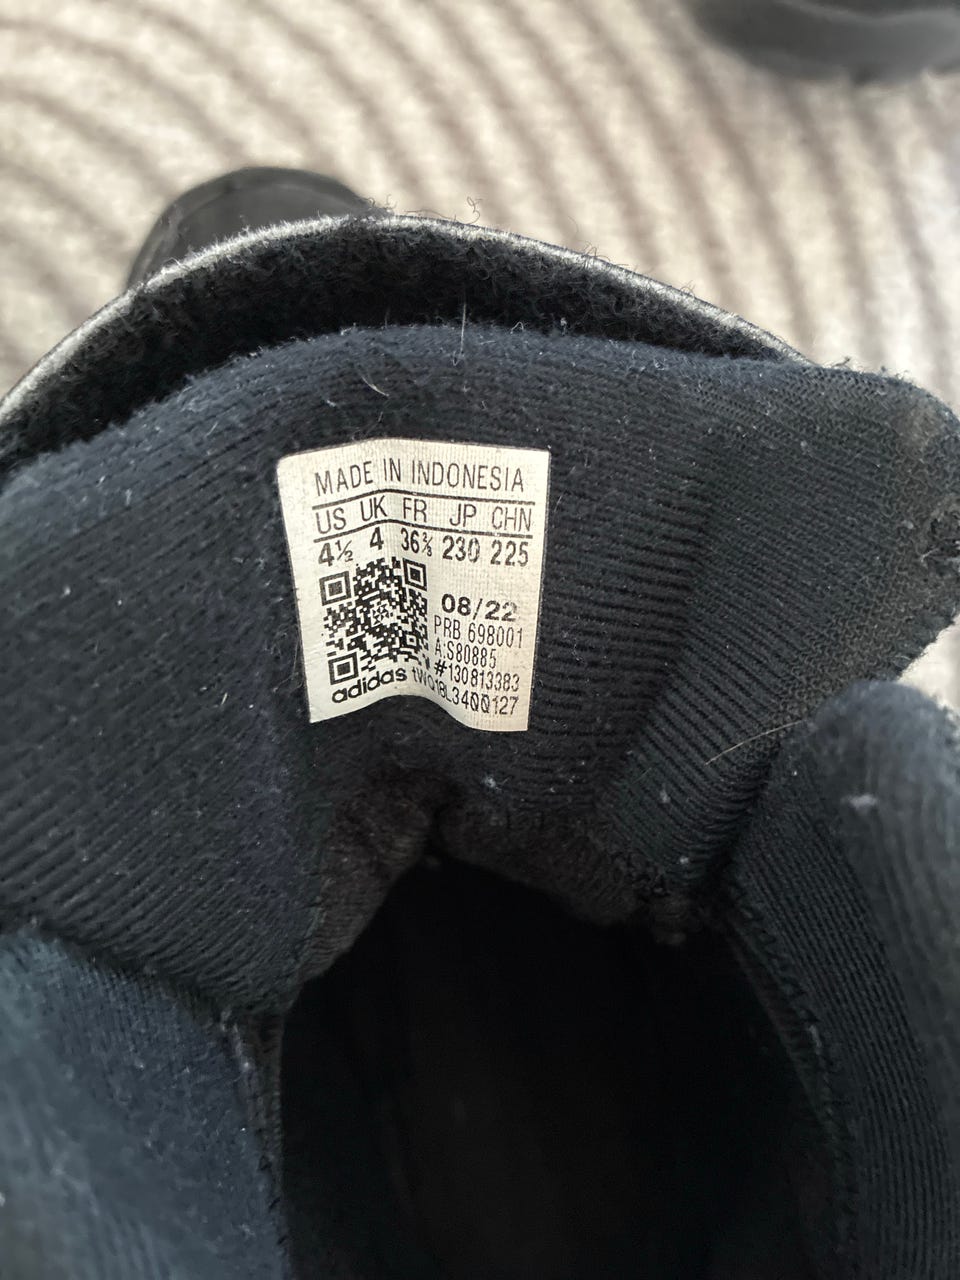 MADE IN INDONESIA
US UK FR JP CHN
4½ 4 36⅔ 230 225
08/22
PRB 698001
A:S80885
#130813383
adidas tWQ18L34QQ127